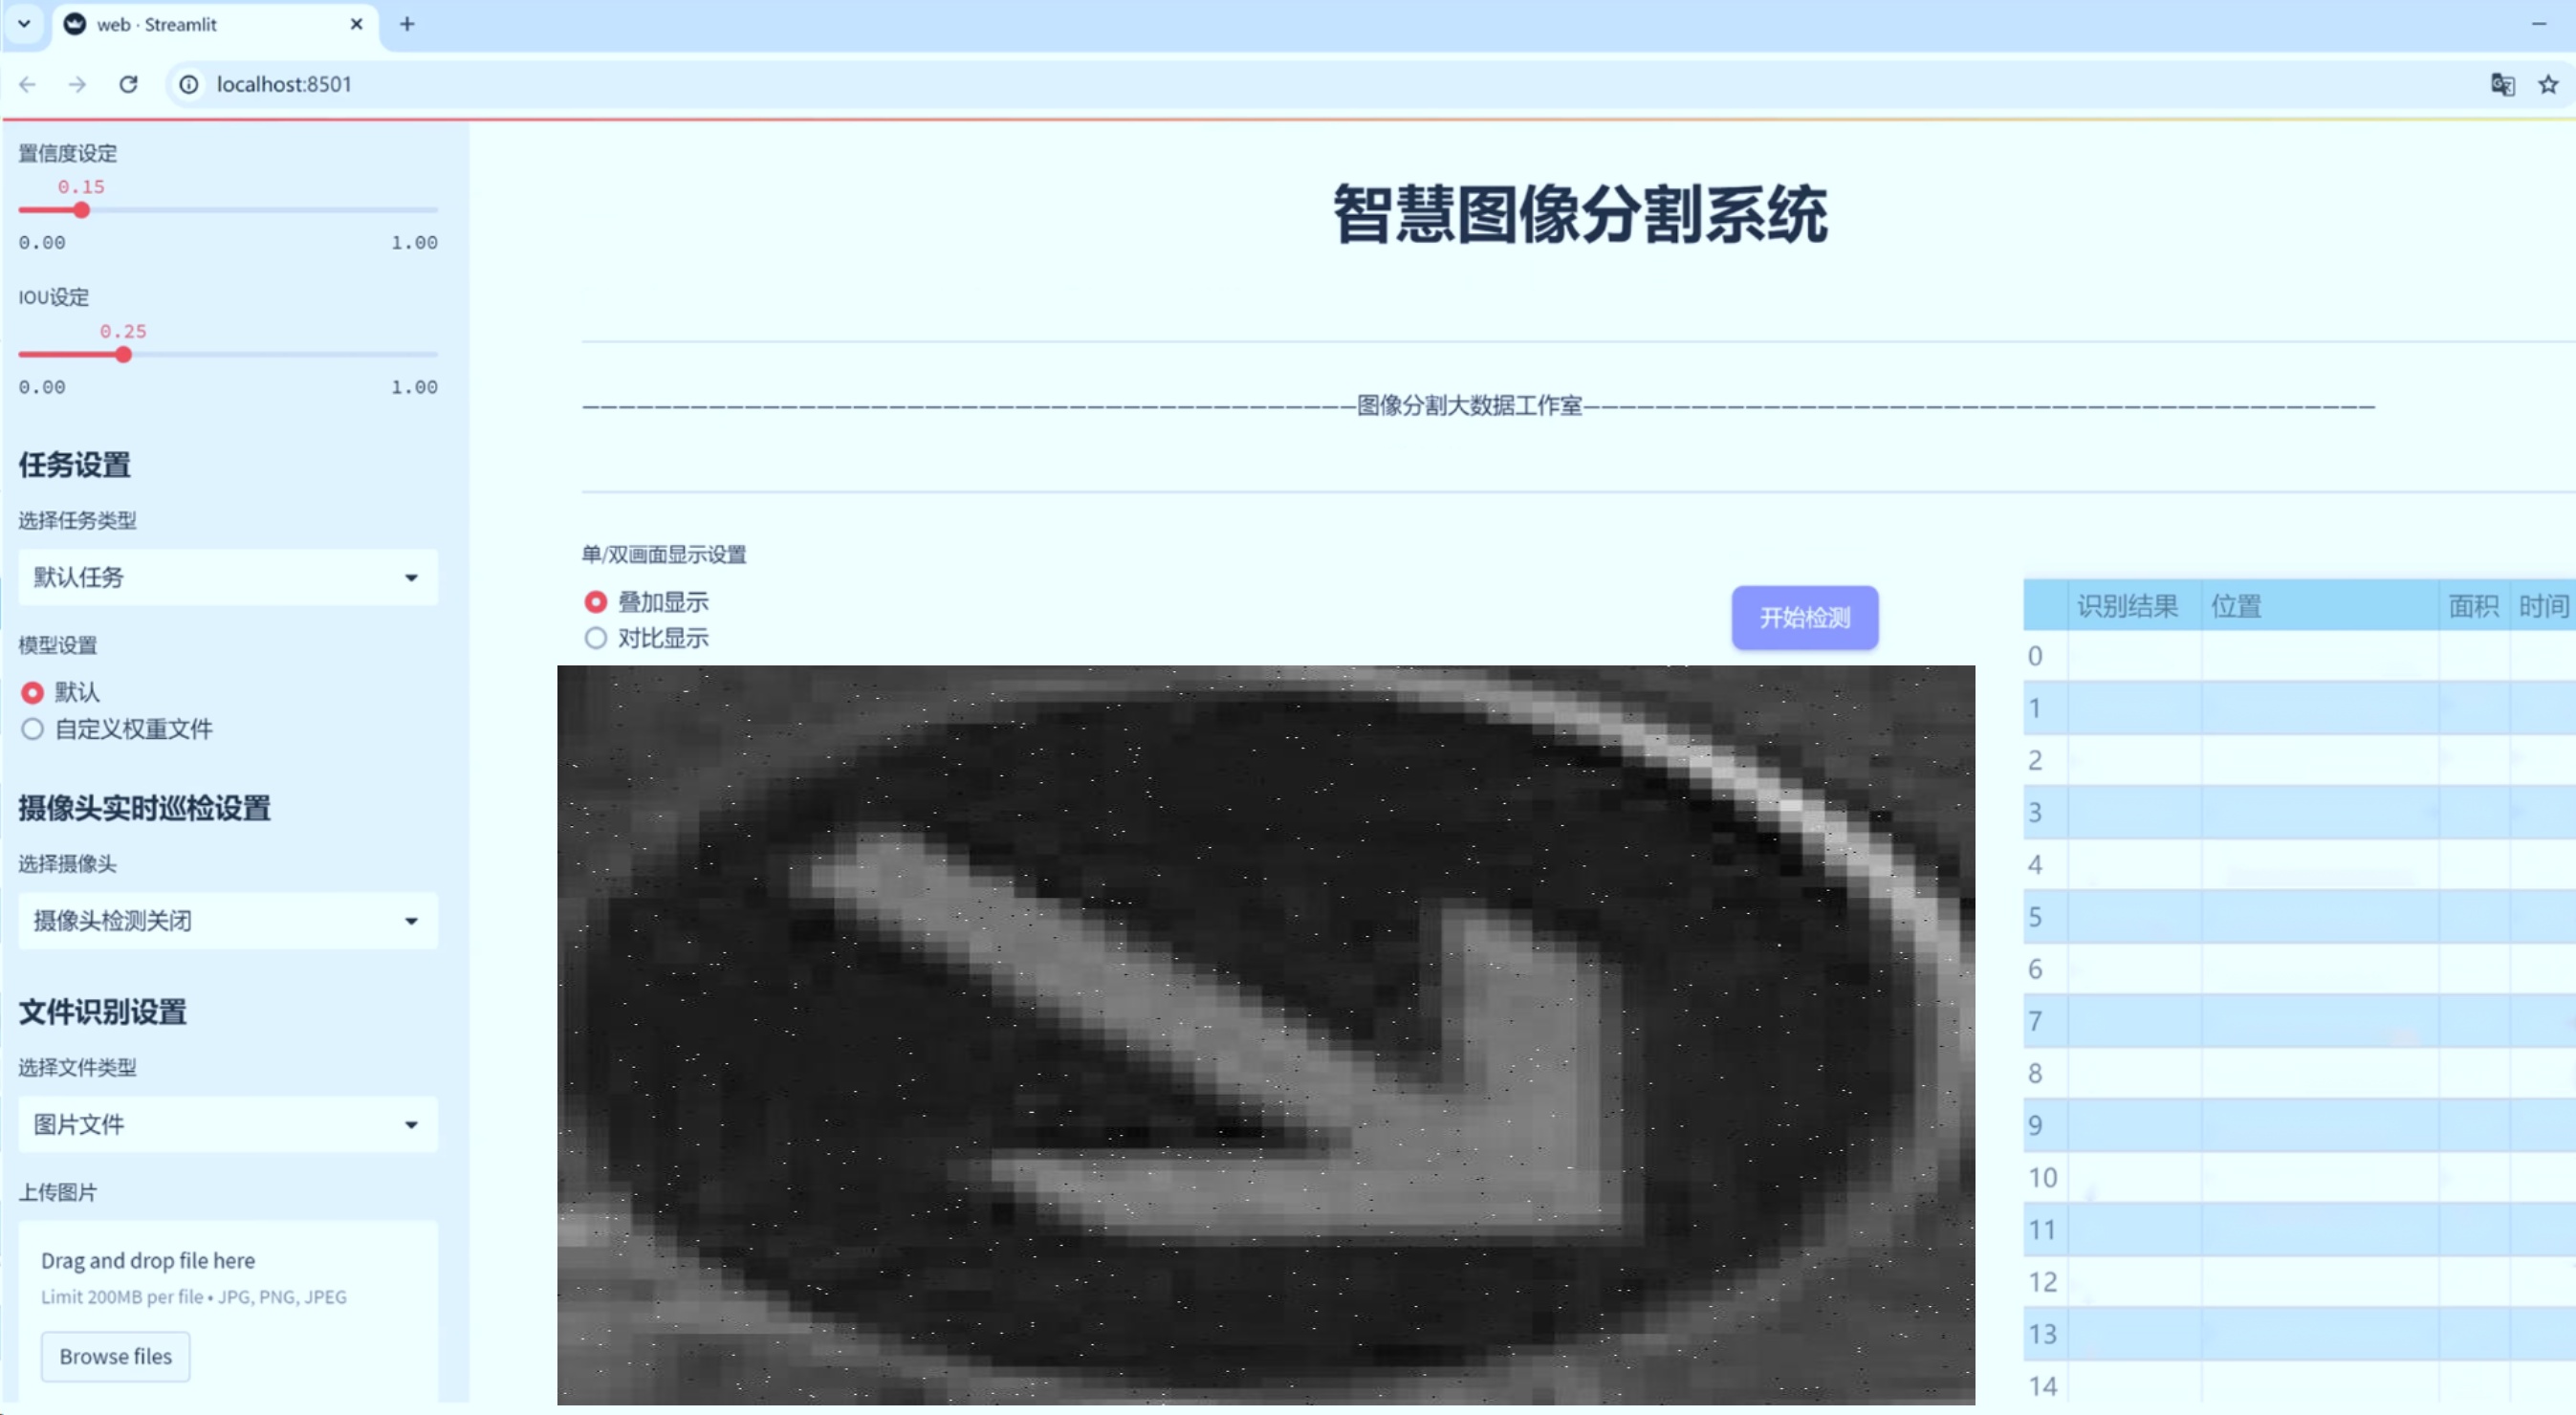 web · Streamlit
localhost:8501
置信度设定
0.15
0.00 1.00
IOU设定
0.25
0.00 1.00
任务设置
选择任务类型
默认任务
模型设置
默认
自定义权重文件
摄像头实时巡检设置
选择摄像头
摄像头检测关闭
文件识别设置
选择文件类型
图片文件
上传图片
Drag and drop file here
Limit 200MB per file • JPG, PNG, JPEG
Browse files
智慧图像分割系统
图像分割大数据工作室
单/双画面显示设置
叠加显示
对比显示
开始检测
识别结果 位置 面积 时间
0
1
2
3
4
5
6
7
8
9
10
11
12
13
14